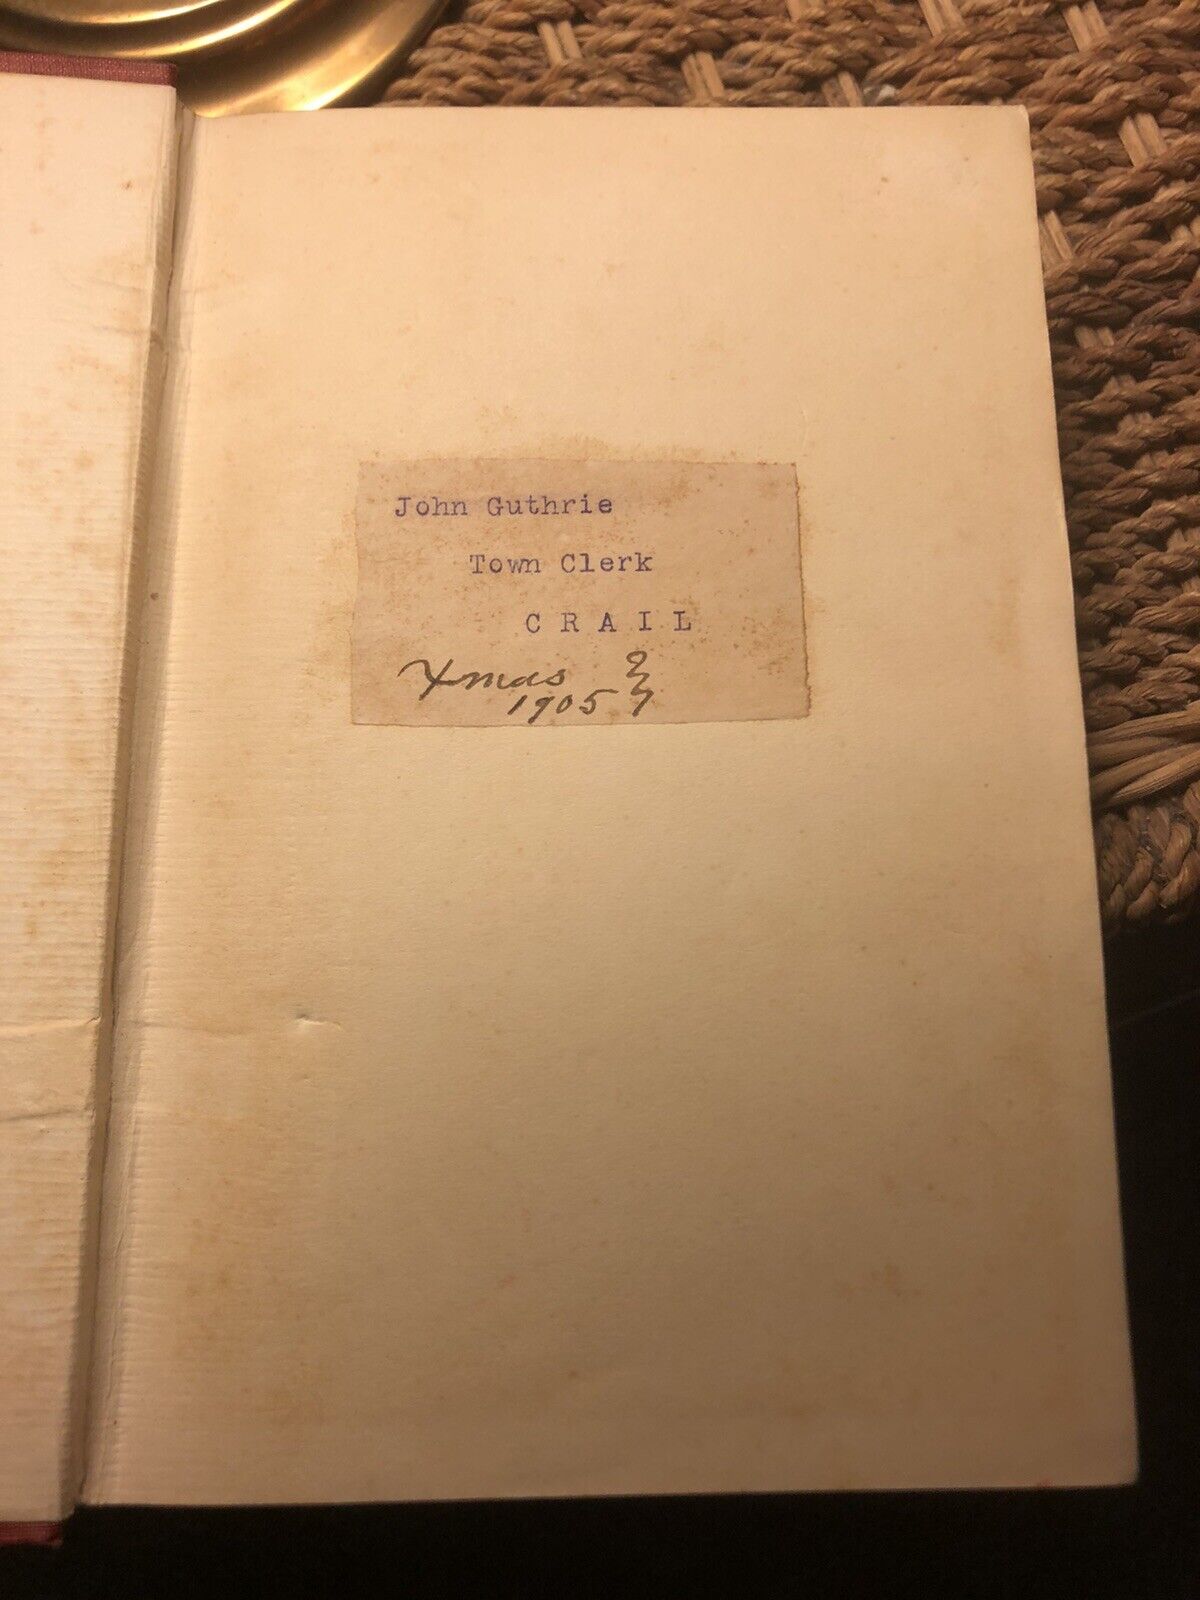 John Guthrie
Town Clerk
C R A I L
Xmas }
1905 }